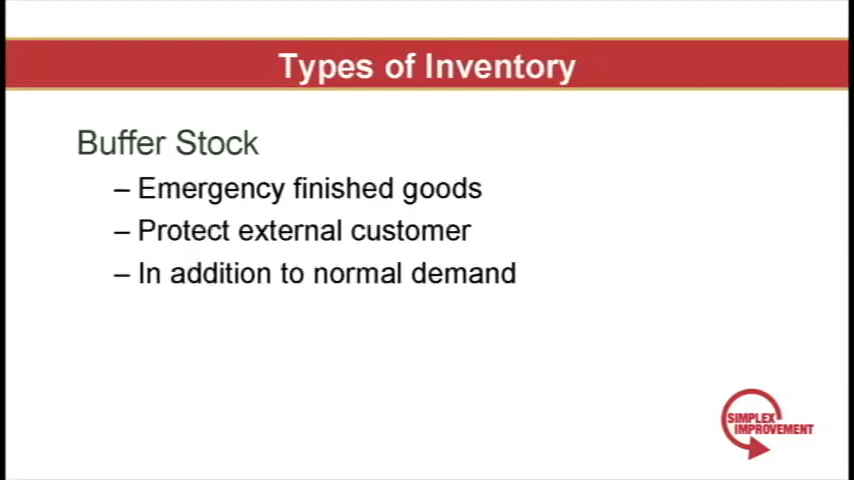 Types of Inventory
Buffer Stock
– Emergency finished goods
– Protect external customer
– In addition to normal demand
SIMPLEX
IMPROVEMENT